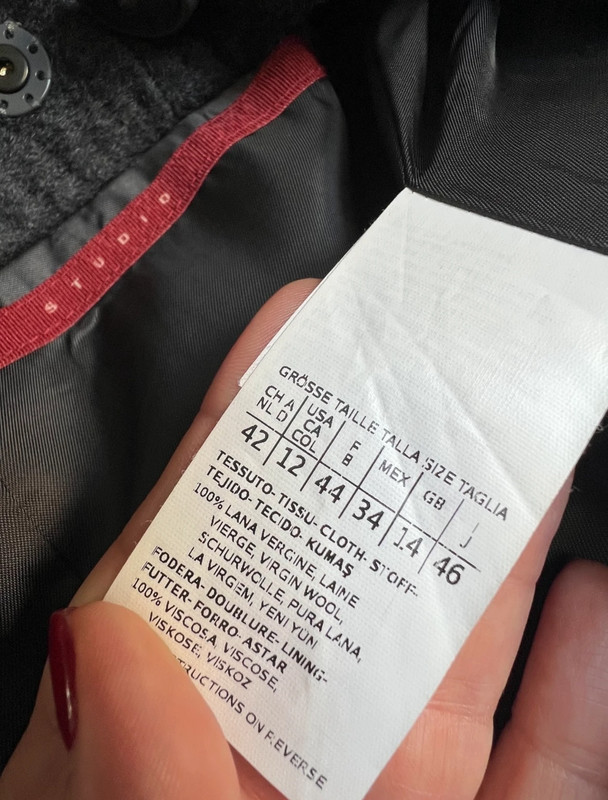 STUDIO
GRÖSSE TAILLE TALLA SIZE TAGLIA
CH A | USA | F | MEX | GB | I
NL D | CA | B | J
COL
42 | 12 | 44 | 34 | 14 | 46
TESSUTO- TISSU- CLOTH- STOFF-
TEJIDO- TECIDO- KUMAŞ
100% LANA VERGINE, LAINE
VIERGE, VIRGIN WOOL,
SCHURWOLLE, PURA LANA,
LA VIRGEM, YENI YÜN
FODERA- DOUBLURE- LINING-
FUTTER- FORRO- ASTAR
100% VISCOSA, VISCOSE,
VISKOSE, VISKOZ
TRUCTIONS ON REVERSE